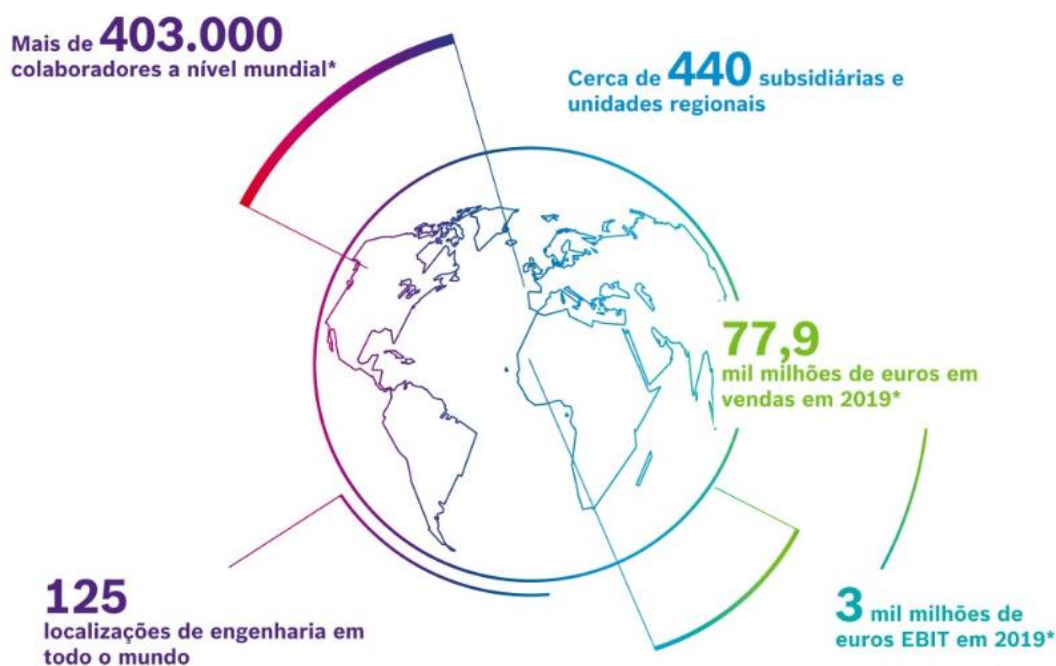 Mais de 403.000
colaboradores a nível mundial*
Cerca de 440 subsidiárias e
unidades regionais
77,9
mil milhões de euros em
vendas em 2019*
125
localizações de engenharia em
todo o mundo
3 mil milhões de
euros EBIT em 2019*